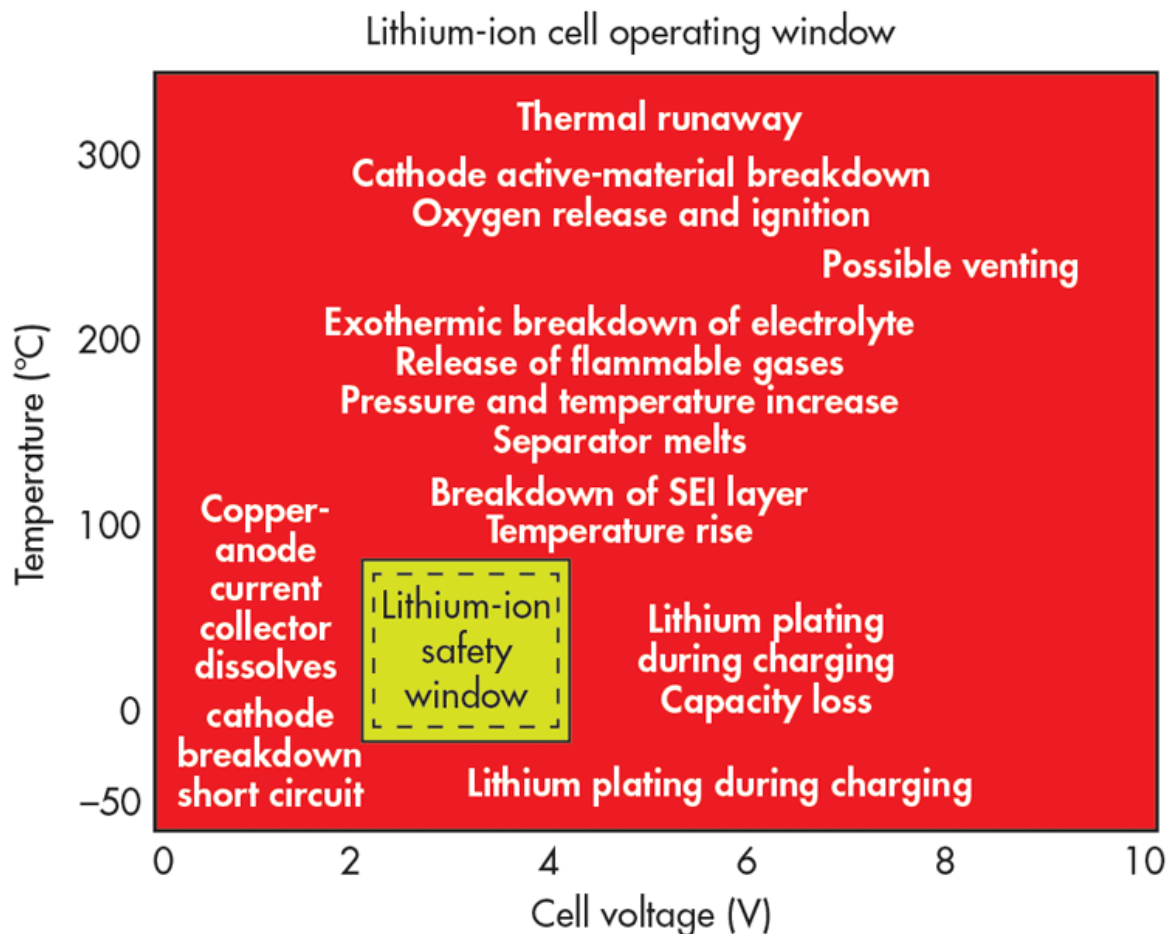 Lithium-ion cell operating window
Thermal runaway
Cathode active-material breakdown
Oxygen release and ignition
Possible venting
Exothermic breakdown of electrolyte
Release of flammable gases
Pressure and temperature increase
Separator melts
Breakdown of SEI layer
Temperature rise
Copper-
anode
current
collector
dissolves
cathode
breakdown
short circuit
Lithium-ion
safety
window
Lithium plating
during charging
Capacity loss
Lithium plating during charging
Temperature (°C)
300
200
100
0
–50
0 2 4 6 8 10
Cell voltage (V)